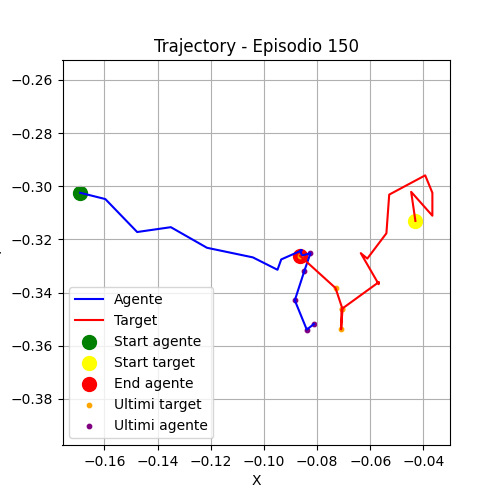 Trajectory - Episodio 150
−0.26
−0.28
−0.30
−0.32
−0.34
−0.36
−0.38
Agente
Target
Start agente
Start target
End agente
Ultimi target
Ultimi agente
−0.16 −0.14 −0.12 −0.10 −0.08 −0.06 −0.04
X